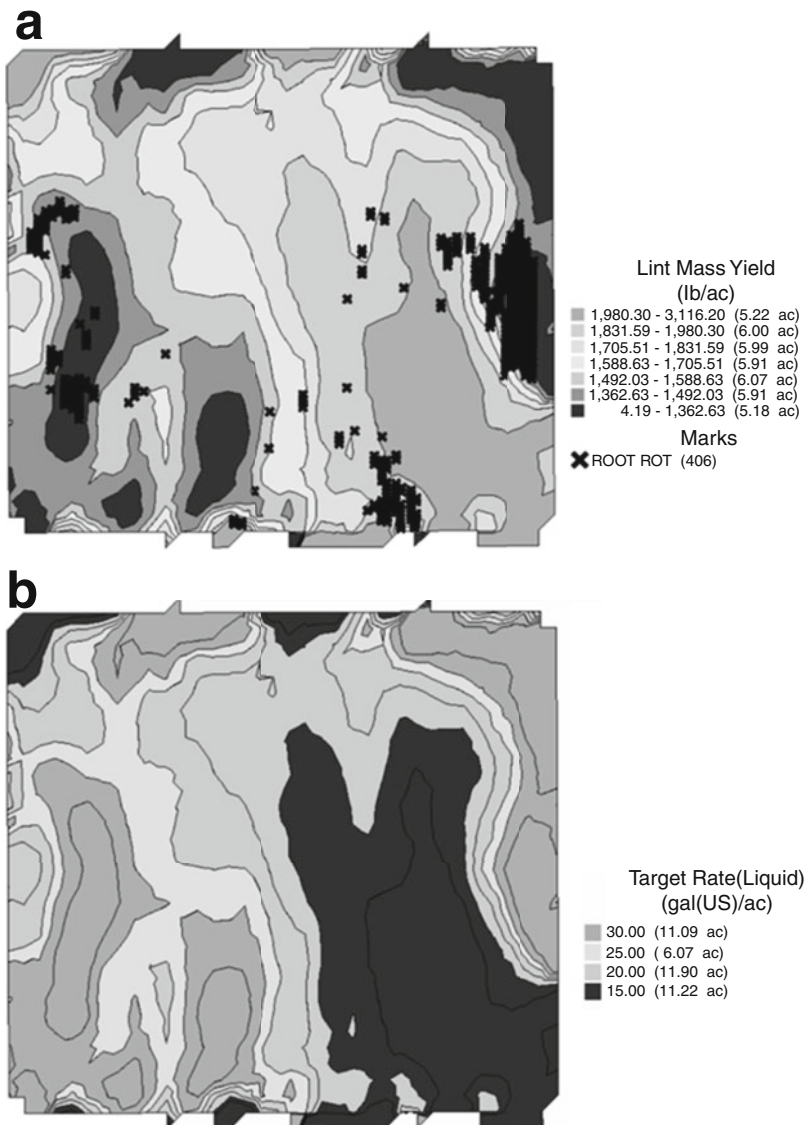 a
Lint Mass Yield
(lb/ac)
1,980.30 - 3,116.20 (5.22 ac)
1,831.59 - 1,980.30 (6.00 ac)
1,705.51 - 1,831.59 (5.99 ac)
1,588.63 - 1,705.51 (5.91 ac)
1,492.03 - 1,588.63 (6.07 ac)
1,362.63 - 1,492.03 (5.91 ac)
4.19 - 1,362.63 (5.18 ac)
Marks
ROOT ROT (406)
b
Target Rate(Liquid)
(gal(US)/ac)
30.00 (11.09 ac)
25.00 ( 6.07 ac)
20.00 (11.90 ac)
15.00 (11.22 ac)